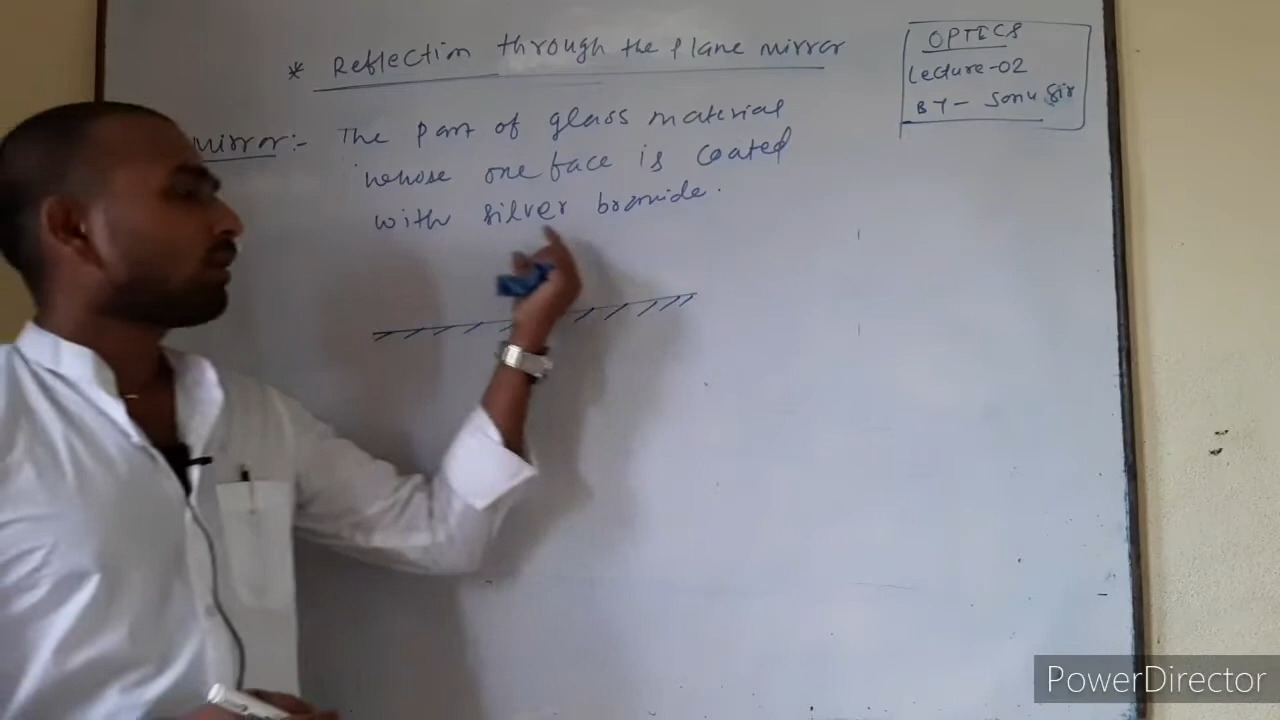 * Reflection through the Plane mirror
OPTICS
Lecture-02
BY - Sonu Sir
mirror:- The part of glass material
whose one face is coated
with silver bromide.
PowerDirector